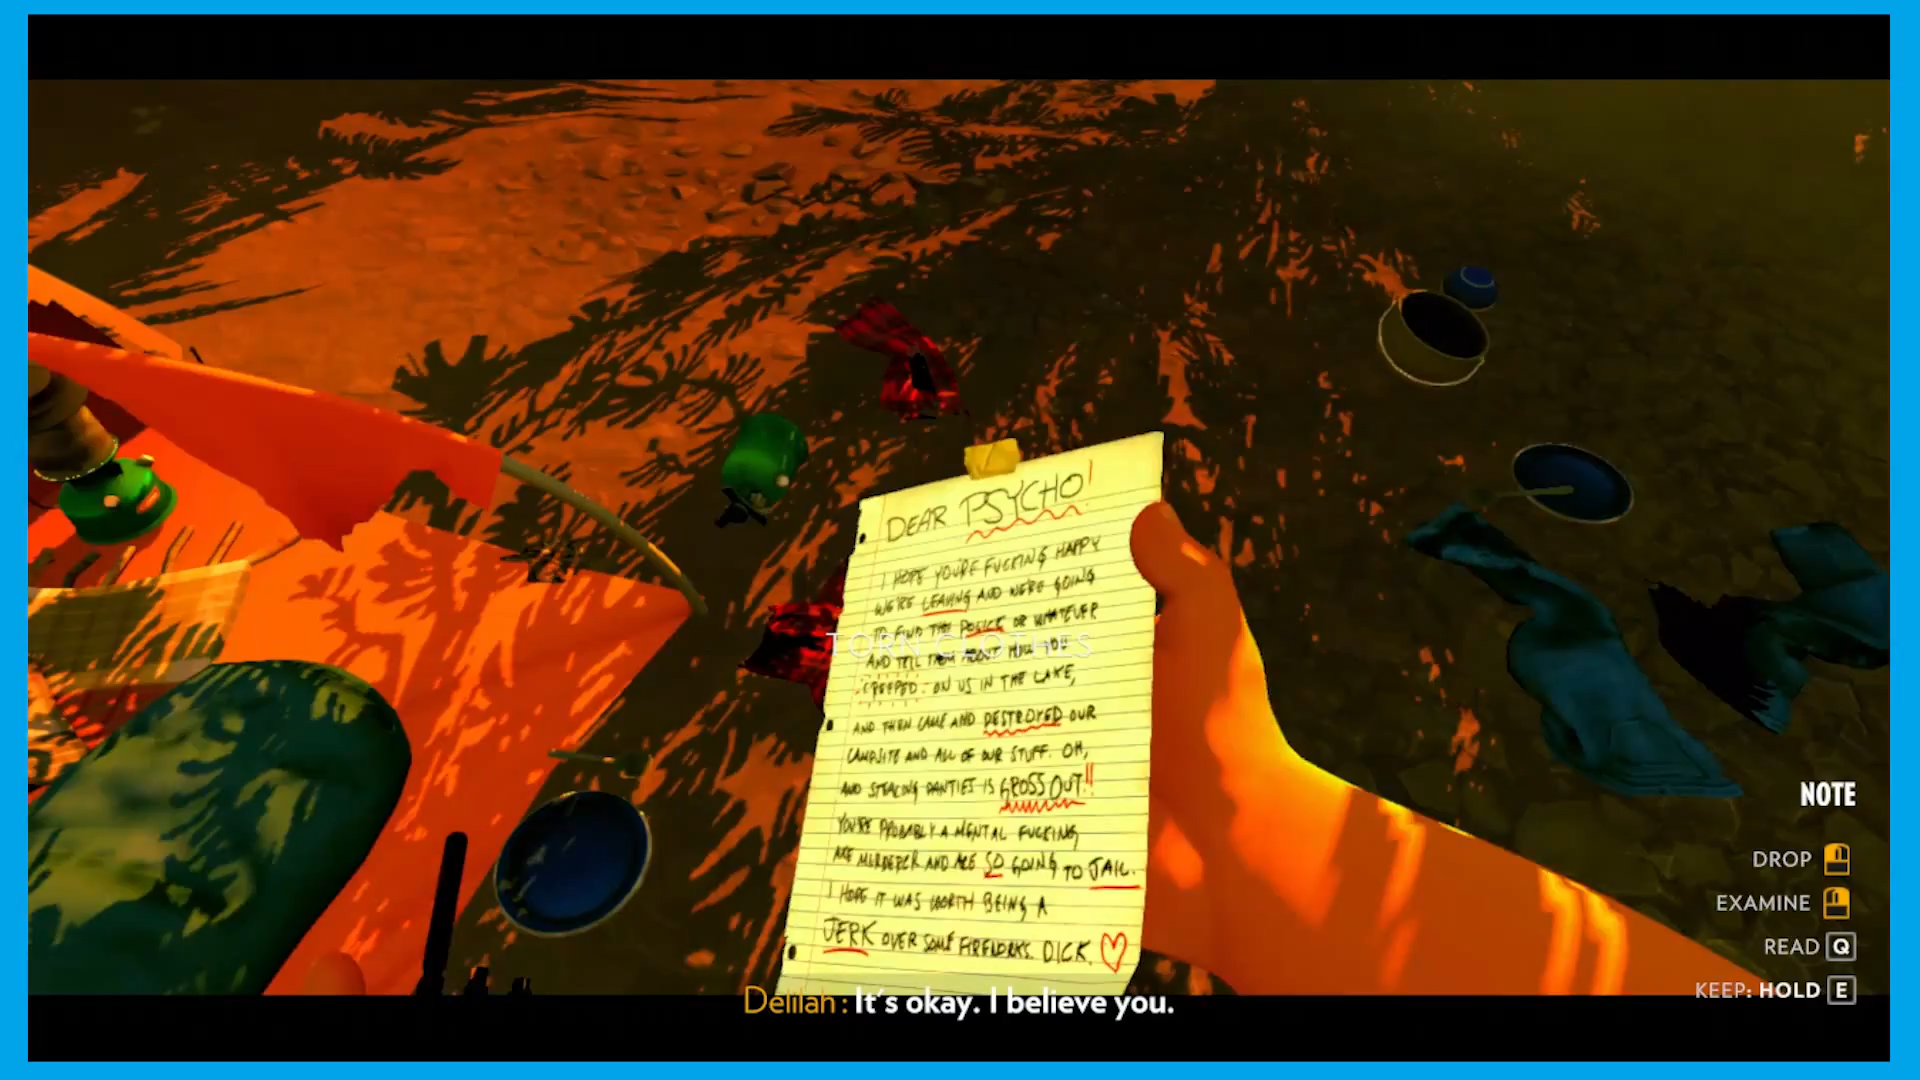 DEAR PSYCHO!
I HOPE YOU'RE FUCKING HAPPY
WE'RE LEAVING AND WE'RE GOING
TO FIND THE POLICE OR WHATEVER
AND TELL THEM ABOUT HOW YOU
TORN CLOTHES
"CREEPED" ON US IN THE LAKE,
AND THEN CAME AND DESTROYED OUR
CAMPSITE AND ALL OF OUR STUFF. OH,
AND STEALING PANTIES IS GROSS OUT!!
YOU'RE PROBABLY A MENTAL FUCKING
AXE MURDERER AND ARE SO GOING TO JAIL.
I HOPE IT WAS WORTH BEING A
JERK OVER SOME FIREWORKS. DICK.
NOTE
DROP
EXAMINE
READ Q
KEEP: HOLD E
Delilah: It's okay. I believe you.